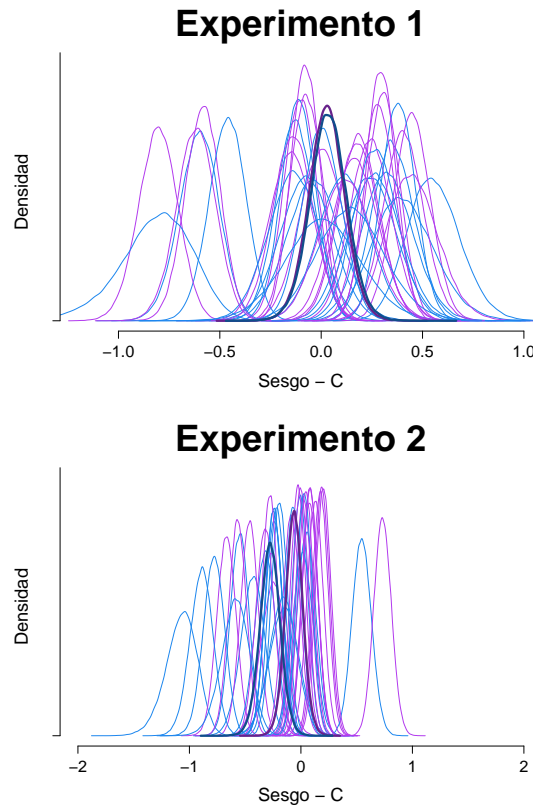 Experimento 1
Densidad
−1.0 −0.5 0.0 0.5 1.0
Sesgo − C
Experimento 2
Densidad
−2 −1 0 1 2
Sesgo − C